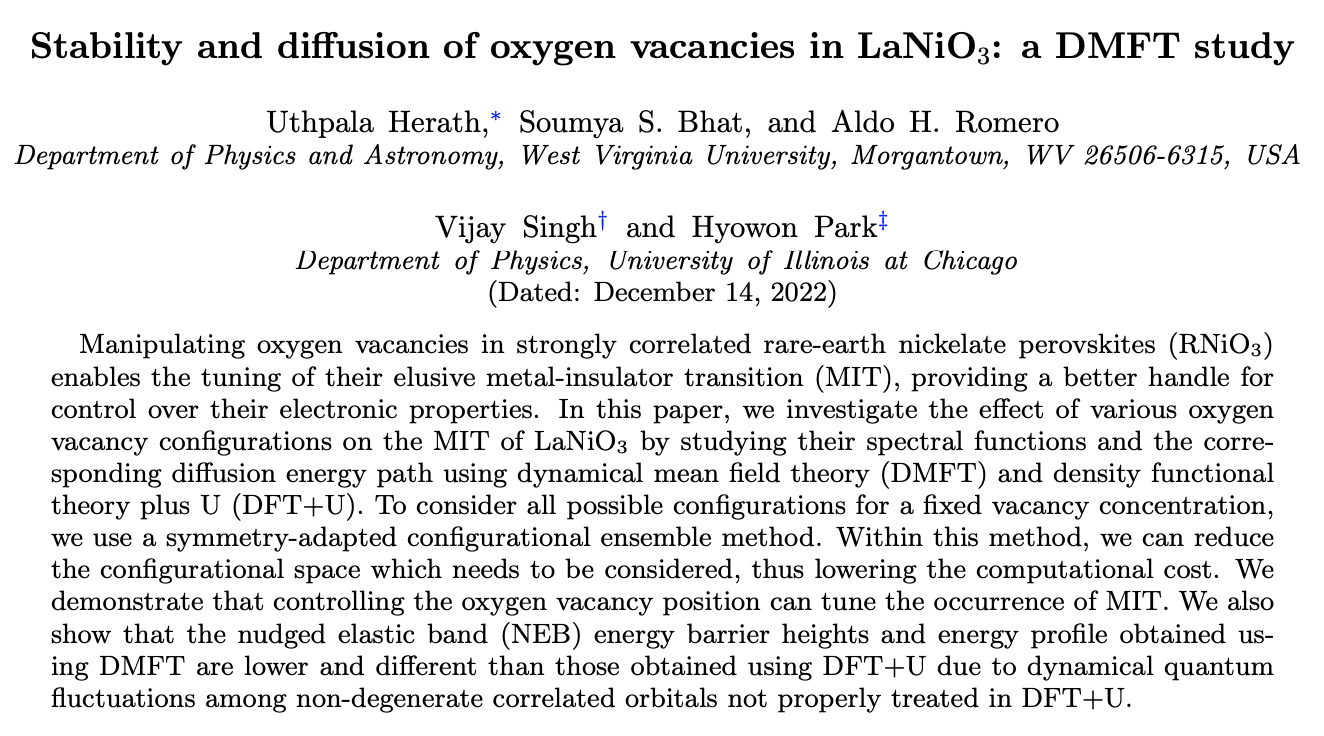 Stability and diffusion of oxygen vacancies in LaNiO₃: a DMFT study
Uthpala Herath,* Soumya S. Bhat, and Aldo H. Romero
Department of Physics and Astronomy, West Virginia University, Morgantown, WV 26506-6315, USA
Vijay Singh† and Hyowon Park‡
Department of Physics, University of Illinois at Chicago
(Dated: December 14, 2022)
Manipulating oxygen vacancies in strongly correlated rare-earth nickelate perovskites (RNiO₃)
enables the tuning of their elusive metal-insulator transition (MIT), providing a better handle for
control over their electronic properties. In this paper, we investigate the effect of various oxygen
vacancy configurations on the MIT of LaNiO₃ by studying their spectral functions and the corre-
sponding diffusion energy path using dynamical mean field theory (DMFT) and density functional
theory plus U (DFT+U). To consider all possible configurations for a fixed vacancy concentration,
we use a symmetry-adapted configurational ensemble method. Within this method, we can reduce
the configurational space which needs to be considered, thus lowering the computational cost. We
demonstrate that controlling the oxygen vacancy position can tune the occurrence of MIT. We also
show that the nudged elastic band (NEB) energy barrier heights and energy profile obtained us-
ing DMFT are lower and different than those obtained using DFT+U due to dynamical quantum
fluctuations among non-degenerate correlated orbitals not properly treated in DFT+U.